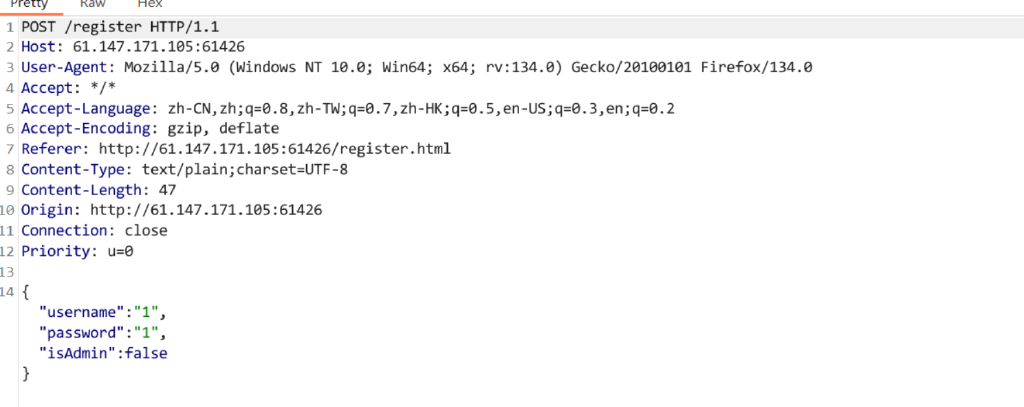 Pretty Raw Hex
1 POST /register HTTP/1.1
2 Host: 61.147.171.105:61426
3 User-Agent: Mozilla/5.0 (Windows NT 10.0; Win64; x64; rv:134.0) Gecko/20100101 Firefox/134.0
4 Accept: */*
5 Accept-Language: zh-CN,zh;q=0.8,zh-TW;q=0.7,zh-HK;q=0.5,en-US;q=0.3,en;q=0.2
6 Accept-Encoding: gzip, deflate
7 Referer: http://61.147.171.105:61426/register.html
8 Content-Type: text/plain;charset=UTF-8
9 Content-Length: 47
10 Origin: http://61.147.171.105:61426
11 Connection: close
12 Priority: u=0
13
14 {
"username":"1",
"password":"1",
"isAdmin":false
}